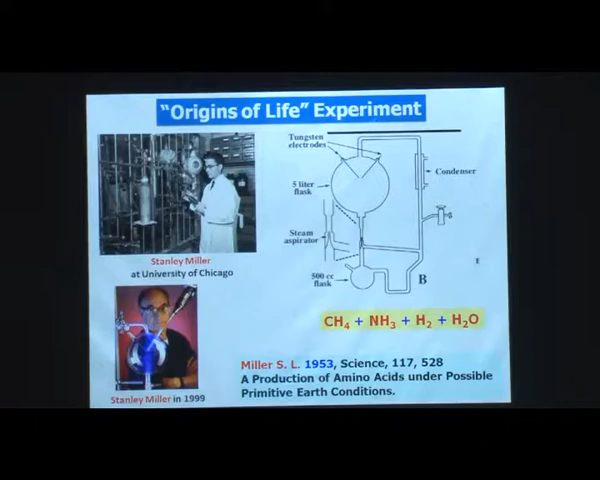 "Origins of Life" Experiment
Stanley Miller
at University of Chicago
Stanley Miller in 1999
Tungsten
electrodes
5 liter
flask
Condenser
Steam
aspirator
500 cc
flask
B
CH₄ + NH₃ + H₂ + H₂O
Miller S. L. 1953, Science, 117, 528
A Production of Amino Acids under Possible
Primitive Earth Conditions.